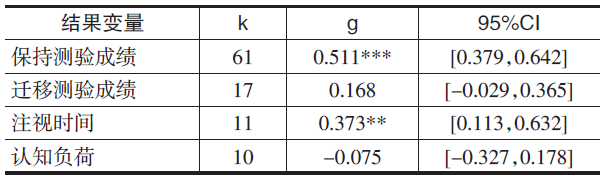 结果变量 k g 95%CI
保持测验成绩 61 0.511*** [0.379,0.642]
迁移测验成绩 17 0.168 [−0.029,0.365]
注视时间 11 0.373** [0.113,0.632]
认知负荷 10 −0.075 [−0.327,0.178]